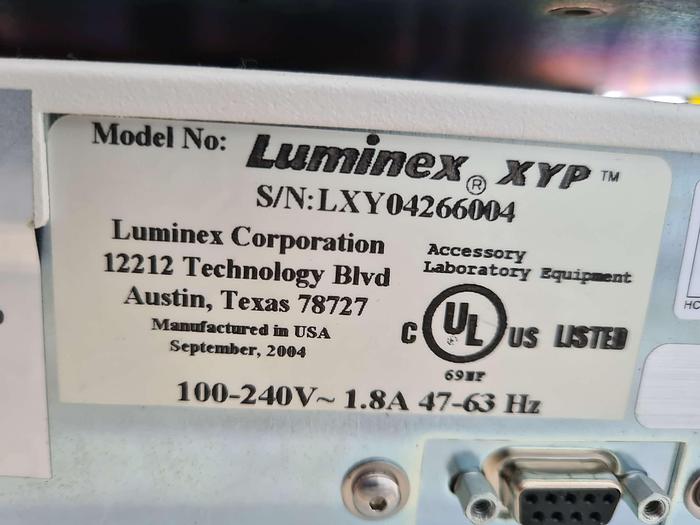 Model No: Luminex® XYP™
S/N:LXY04266004
Luminex Corporation
12212 Technology Blvd
Austin, Texas 78727
Manufactured in USA
September, 2004
Accessory
Laboratory Equipment
C UL US LISTED
100-240V~ 1.8A 47-63 Hz
HC